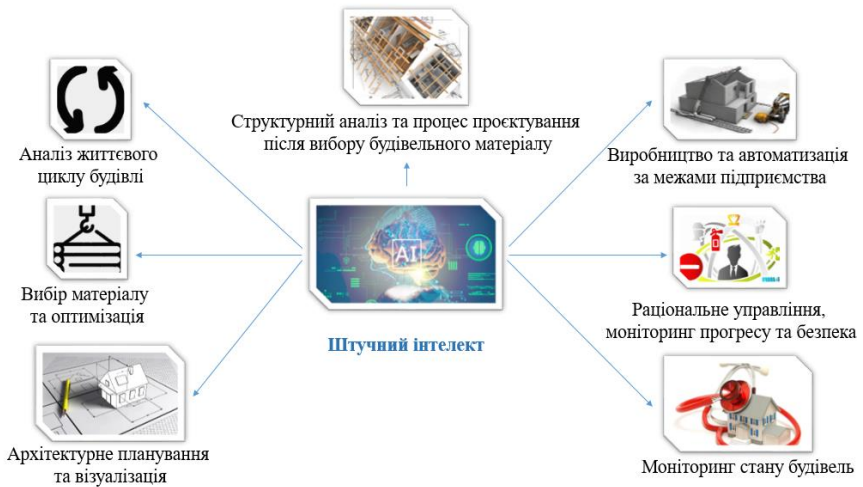 Структурний аналіз та процес проєктування
після вибору будівельного матеріалу
Аналіз життєвого
циклу будівлі
Виробництво та автоматизація
за межами підприємства
AI
Вибір матеріалу
та оптимізація
Раціональне управління,
моніторинг прогресу та безпека
Штучний інтелект
Архітектурне планування
та візуалізація
Моніторинг стану будівель